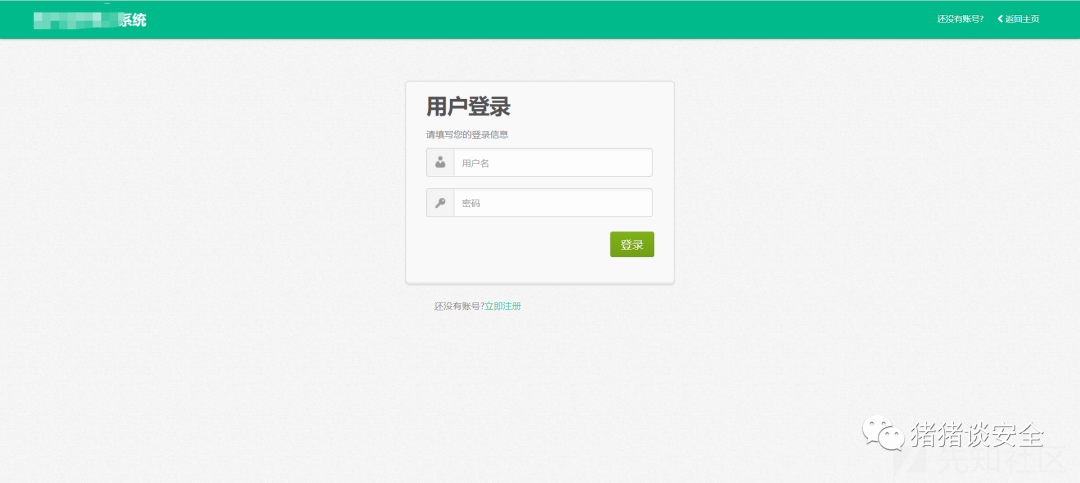 系统
还没有账号? 返回主页
用户登录
请填写您的登录信息
用户名
密码
登录
还没有账号?立即注册
猪猪谈安全
先知社区